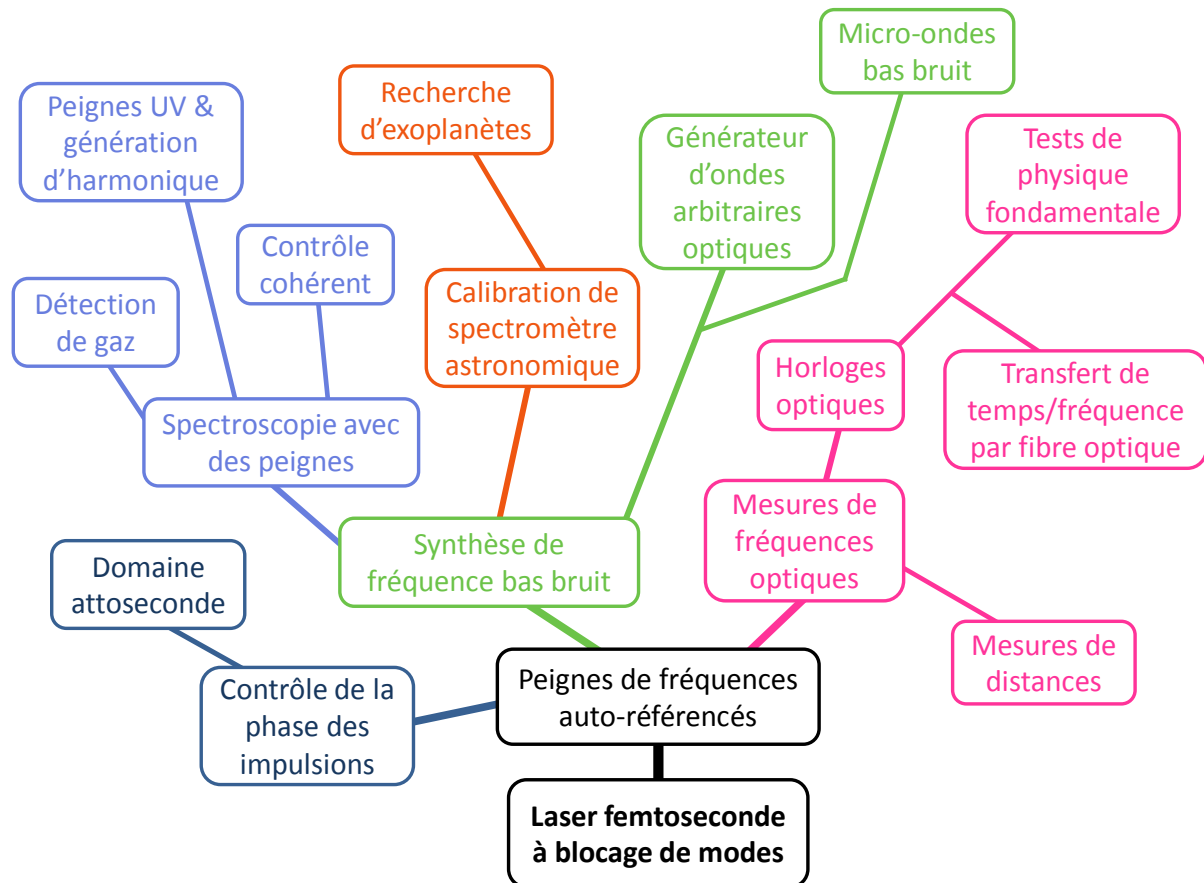 Micro-ondes
bas bruit
Peignes UV &
génération
d’harmonique
Recherche
d’exoplanètes
Générateur
d’ondes
arbitraires
optiques
Tests de
physique
fondamentale
Contrôle
cohérent
Détection
de gaz
Calibration de
spectromètre
astronomique
Horloges
optiques
Transfert de
temps/fréquence
par fibre optique
Spectroscopie avec
des peignes
Mesures de
fréquences
optiques
Synthèse de
fréquence bas bruit
Domaine
attoseconde
Mesures de
distances
Contrôle de la
phase des
impulsions
Peignes de fréquences
auto-référencés
Laser femtoseconde
à blocage de modes